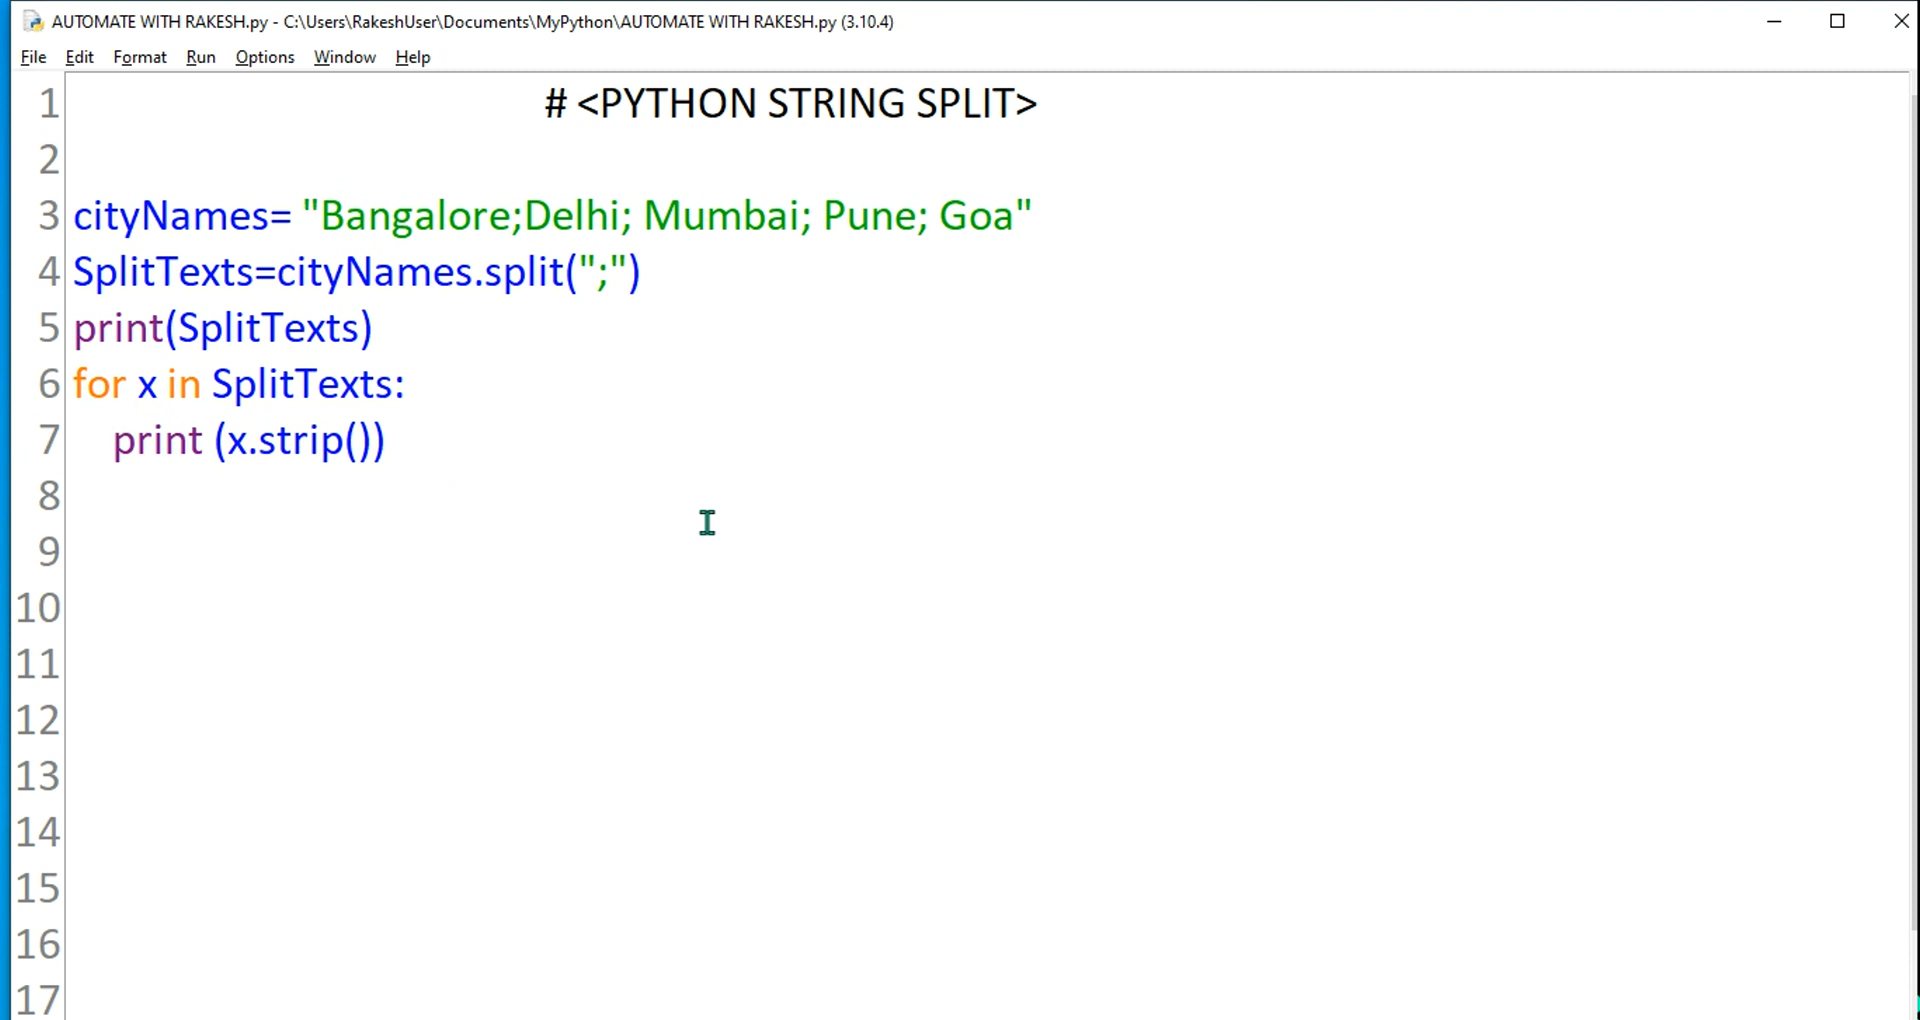 AUTOMATE WITH RAKESH.py - C:\Users\RakeshUser\Documents\MyPython\AUTOMATE WITH RAKESH.py (3.10.4)
File Edit Format Run Options Window Help
1 # <PYTHON STRING SPLIT>
2
3 cityNames= "Bangalore;Delhi; Mumbai; Pune; Goa"
4 SplitTexts=cityNames.split(";")
5 print(SplitTexts)
6 for x in SplitTexts:
7     print (x.strip())
8
9
10
11
12
13
14
15
16
17